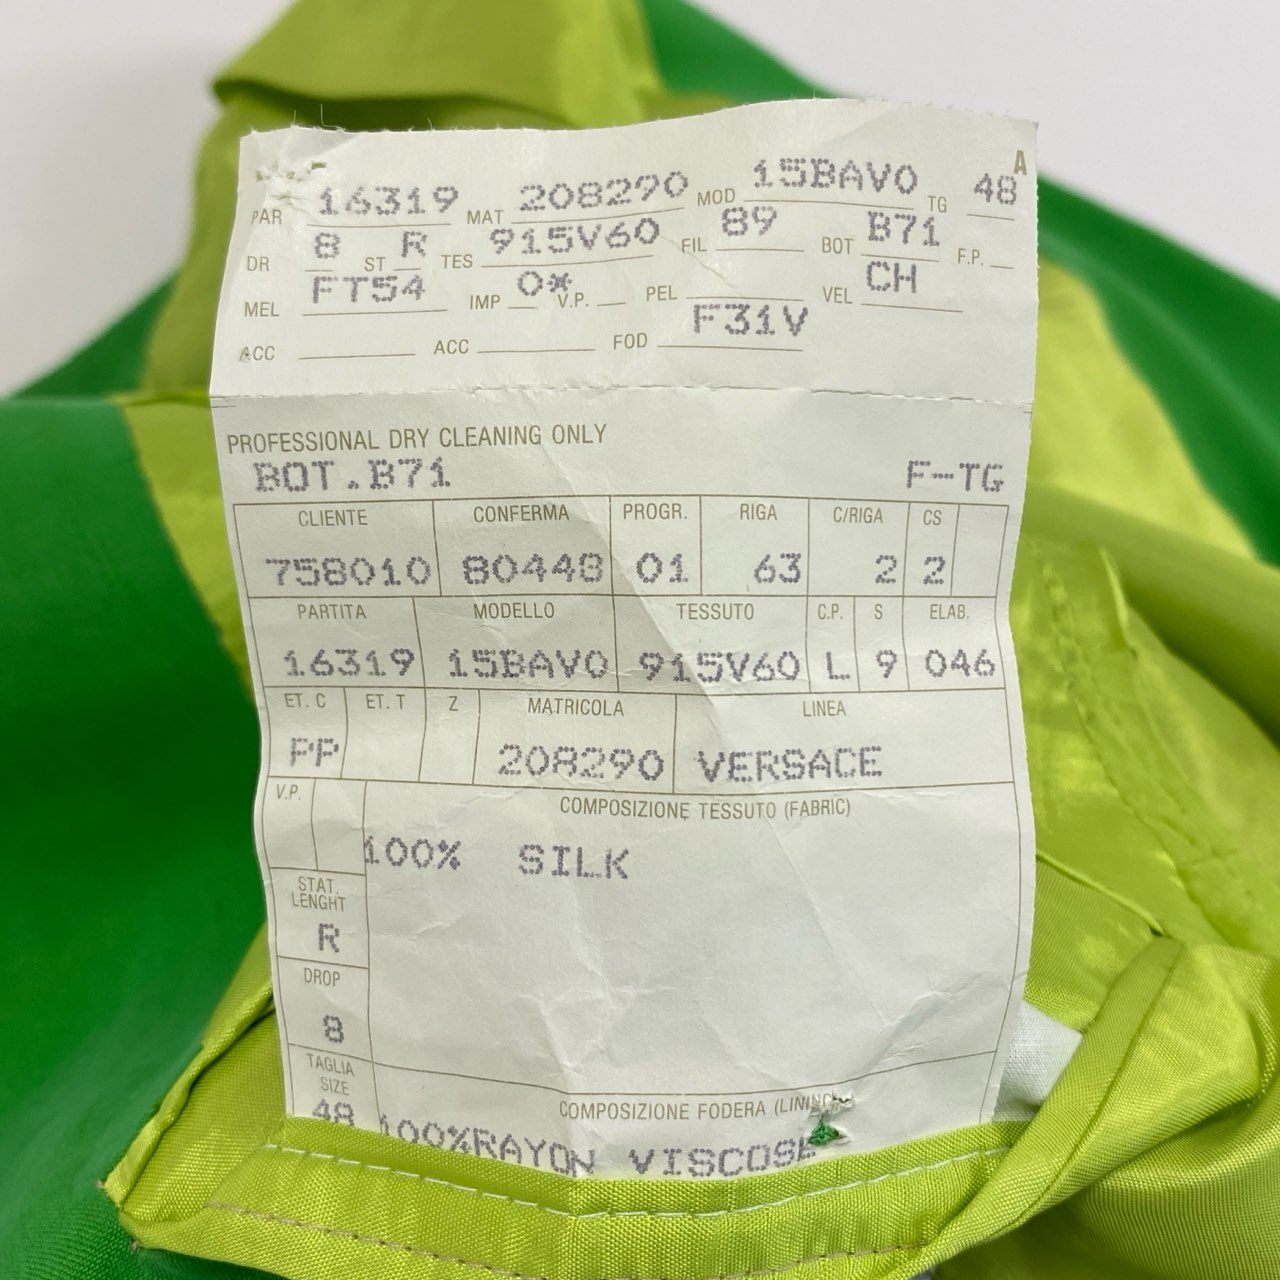 A
PAR 16319 MAT 208290 MOD 15BAV0 TG 48
DR 8 ST R TES 915V60 FIL 89 BOT B71 F.P.
MEL FT54 IMP 0* V.P. PEL VEL CH
ACC ACC FOD F31V
PROFESSIONAL DRY CLEANING ONLY
BOT.B71 F-TG
CLIENTE CONFERMA PROGR. RIGA C/RIGA CS
758010 80448 01 63 2 2
PARTITA MODELLO TESSUTO C.P. S ELAB.
16319 15BAV0 915V60 L 9 046
ET. C ET. T Z MATRICOLA LINEA
PP 208290 VERSACE
V.P. COMPOSIZIONE TESSUTO (FABRIC)
100% SILK
STAT.
LENGHT
R
DROP
8
TAGLIA
SIZE
48
COMPOSIZIONE FODERA (LINING)
100%RAYON VISCOSE